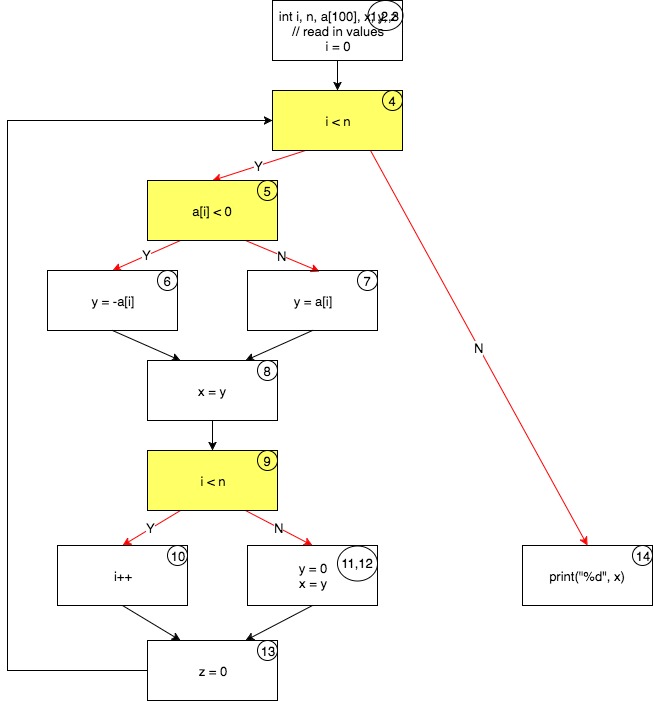 int i, n, a[100], x, y, z
1,2,3
// read in values
i = 0
4
i < n
Y
5
a[i] < 0
Y
N
6
y = -a[i]
7
y = a[i]
N
8
x = y
9
i < n
Y
N
10
i++
11,12
y = 0
x = y
14
print("%d", x)
13
z = 0